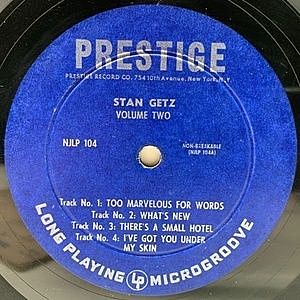 PRESTIGE
PRESTIGE RECORD CO. 754 10th Avenue, New York, N.Y.
STAN GETZ
VOLUME TWO
NJLP 104
NON-BREAKABLE
(NJLP 104A)
Track No. 1: TOO MARVELOUS FOR WORDS
Track No. 2: WHAT'S NEW
Track No. 3: THERE'S A SMALL HOTEL
Track No. 4: I'VE GOT YOU UNDER
MY SKIN
LONG PLAYING LP MICROGROOVE